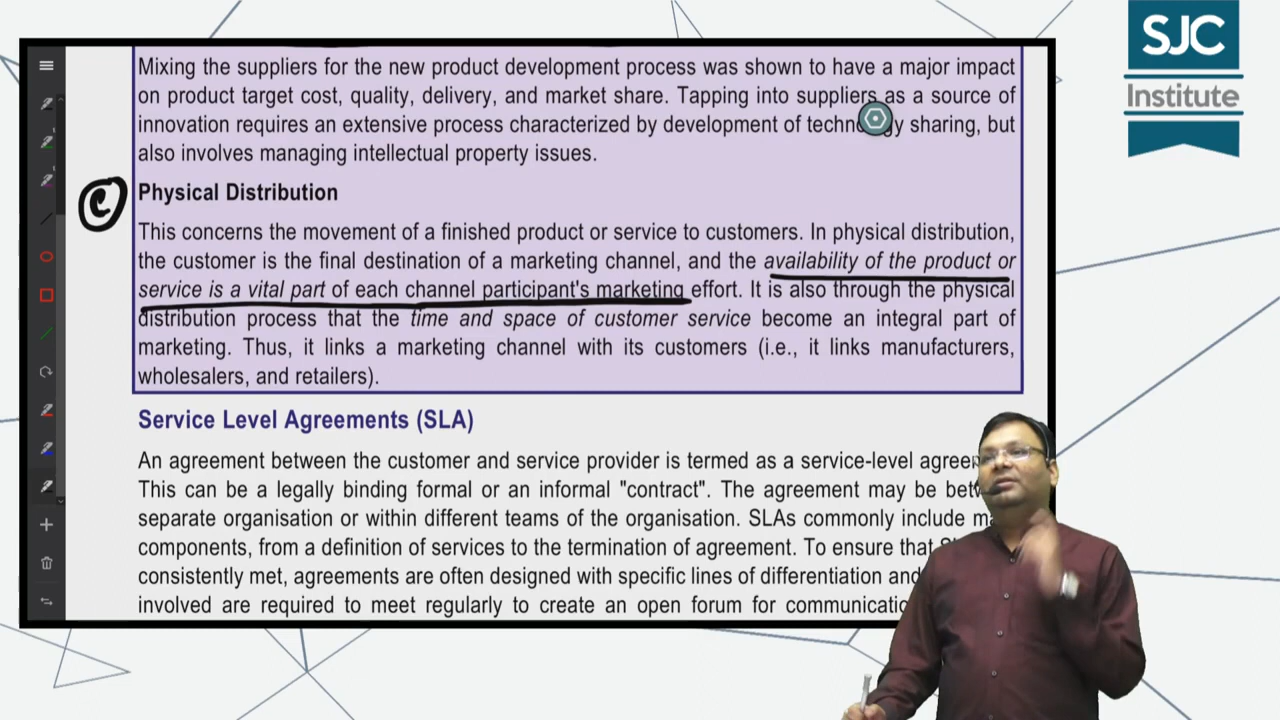 SJC
Institute
Mixing the suppliers for the new product development process was shown to have a major impact
on product target cost, quality, delivery, and market share. Tapping into suppliers as a source of
innovation requires an extensive process characterized by development of technology sharing, but
also involves managing intellectual property issues.
C
Physical Distribution
This concerns the movement of a finished product or service to customers. In physical distribution,
the customer is the final destination of a marketing channel, and the availability of the product or
service is a vital part of each channel participant's marketing effort. It is also through the physical
distribution process that the time and space of customer service become an integral part of
marketing. Thus, it links a marketing channel with its customers (i.e., it links manufacturers,
wholesalers, and retailers).
Service Level Agreements (SLA)
An agreement between the customer and service provider is termed as a service-level
This can be a legally binding formal or an informal "contract". The agreement may be
separate organisation or within different teams of the organisation. SLAs commonly include
components, from a definition of services to the termination of agreement. To ensure that
consistently met, agreements are often designed with specific lines of differentiation and
involved are required to meet regularly to create an open forum for